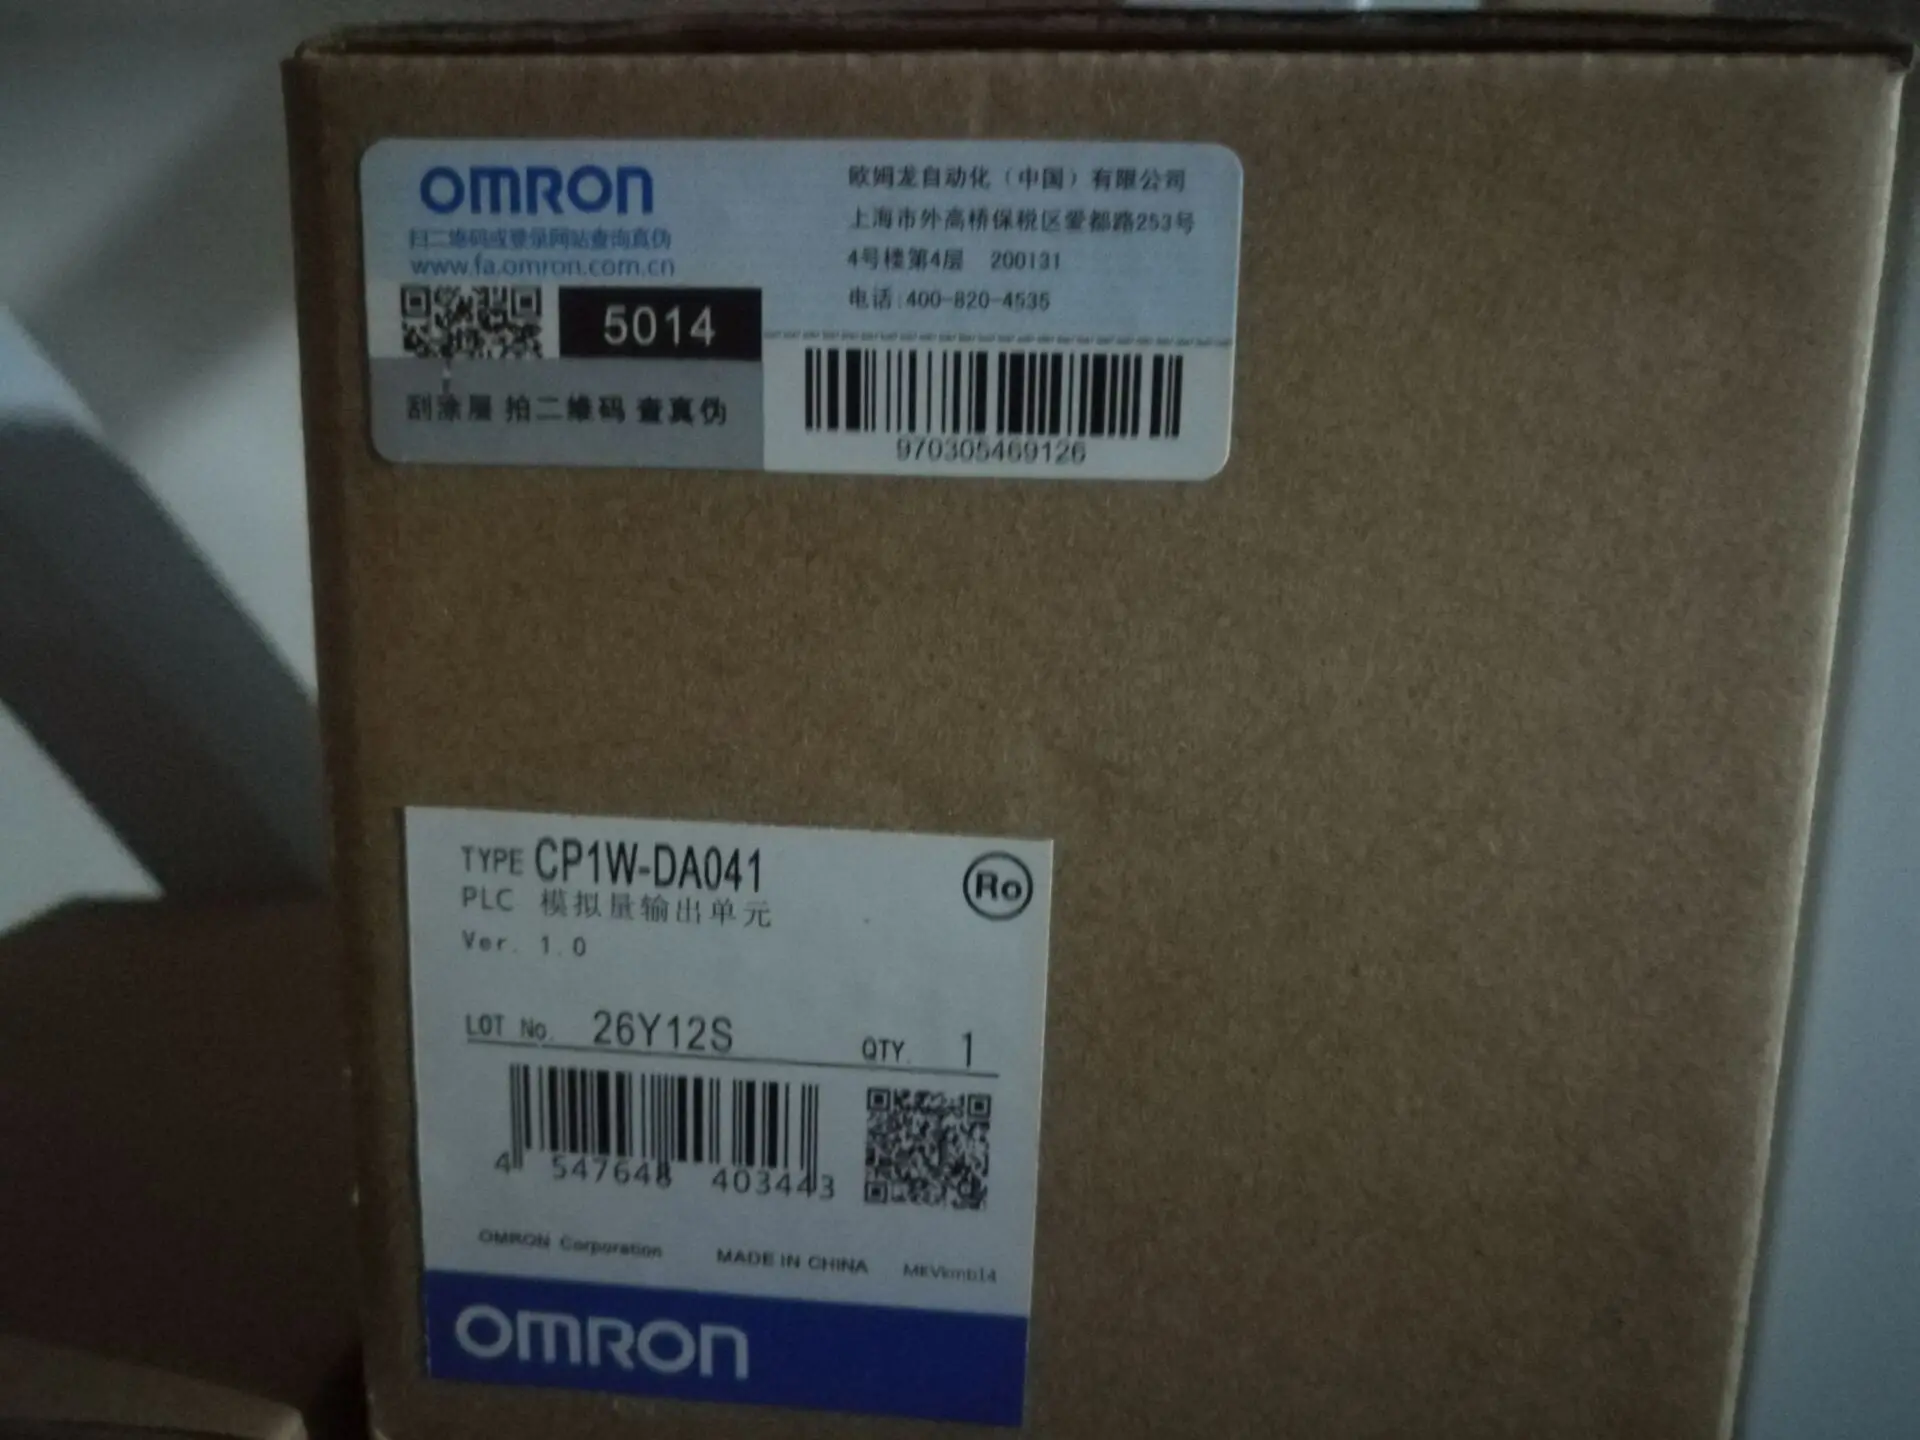 OMRON
扫二维码或登录网站查询真伪
www.fa.omron.com.cn
5014
刮涂层 拍二维码 查真伪
欧姆龙自动化（中国）有限公司
上海市外高桥保税区爱都路253号
4号楼第4层 200131
电话:400-820-4535
970305469126
TYPE CP1W-DA041
PLC 模拟量输出单元
Ver. 1.0
Ro
LOT No. 26Y12S QTY. 1
4 547648 403443
OMRON Corporation MADE IN CHINA
OMRON